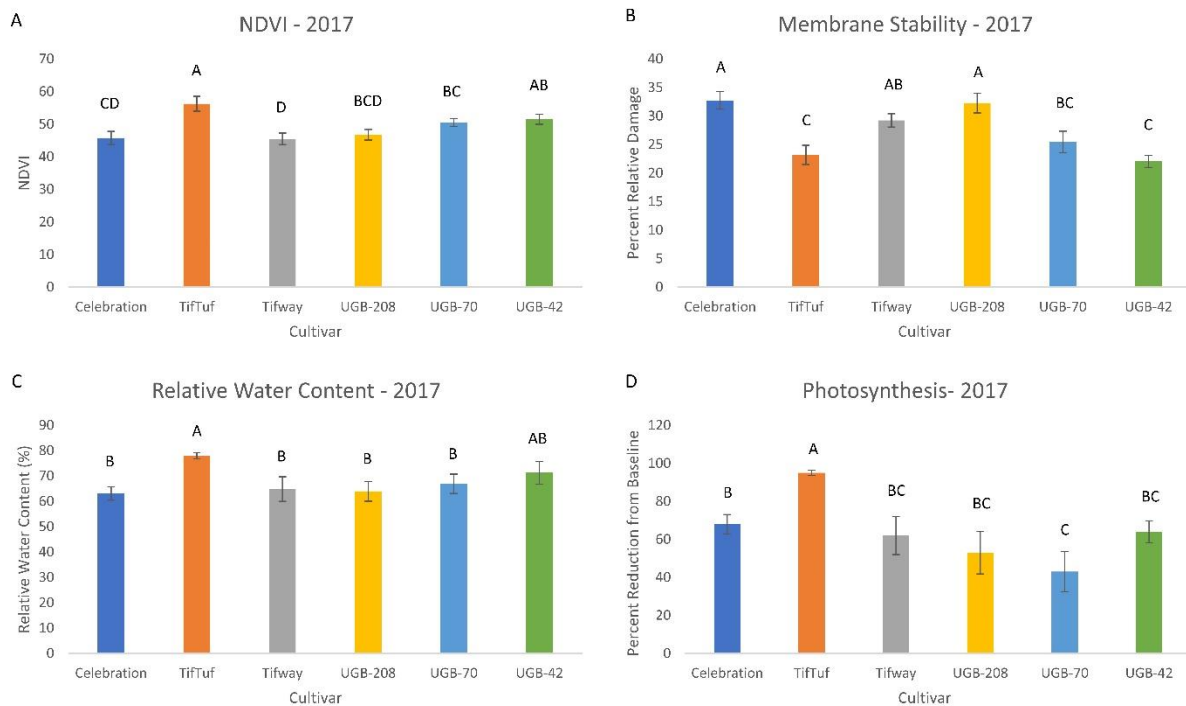 A
NDVI - 2017
70
60
50
40
30
20
10
0
NDVI
CD
A
D
BCD
BC
AB
Celebration TifTuf Tifway UGB-208 UGB-70 UGB-42
Cultivar
B
Membrane Stability - 2017
40
35
30
25
20
15
10
5
0
Percent Relative Damage
A
C
AB
A
BC
C
Celebration TifTuf Tifway UGB-208 UGB-70 UGB-42
Cultivar
C
Relative Water Content - 2017
90
80
70
60
50
40
30
20
10
0
Relative Water Content (%)
B
A
B
B
B
AB
Celebration TifTuf Tifway UGB-208 UGB-70 UGB-42
Cultivar
D
Photosynthesis- 2017
120
100
80
60
40
20
0
Percent Reduction from Baseline
B
A
BC
BC
C
BC
Celebration TifTuf Tifway UGB-208 UGB-70 UGB-42
Cultivar